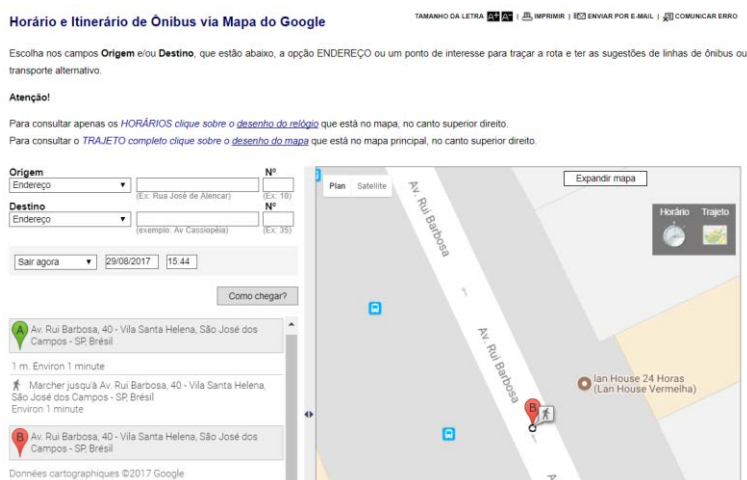 Horário e Itinerário de Ônibus via Mapa do Google
TAMANHO DA LETRA A+ A- | IMPRIMIR | ENVIAR POR E-MAIL | COMUNICAR ERRO
Escolha nos campos Origem e/ou Destino, que estão abaixo, a opção ENDEREÇO ou um ponto de interesse para traçar a rota e ter as sugestões de linhas de ônibus ou
transporte alternativo.
Atenção!
Para consultar apenas os HORÁRIOS clique sobre o desenho do relógio que está no mapa, no canto superior direito.
Para consultar o TRAJETO completo clique sobre o desenho do mapa que está no mapa principal, no canto superior direito.
Origem Nº
Endereço
(Ex: Rua José de Alencar) (Ex: 10)
Destino Nº
Endereço
(exemplo: Av Cassiopéia) (Ex: 35)
Sair agora 29/08/2017 15:44
Como chegar?
A Av. Rui Barbosa, 40 - Vila Santa Helena, São José dos
Campos - SP, Brésil
1 m. Environ 1 minute
Marcher jusqu'à Av. Rui Barbosa, 40 - Vila Santa Helena,
São José dos Campos - SP, Brésil
Environ 1 minute
B Av. Rui Barbosa, 40 - Vila Santa Helena, São José dos
Campos - SP, Brésil
Données cartographiques ©2017 Google
Plan Satellite
Expandir mapa
Horário Trajeto
Av. Rui Barbosa
Av. Rui Barbosa
lan House 24 Horas
(Lan House Vermelha)
B